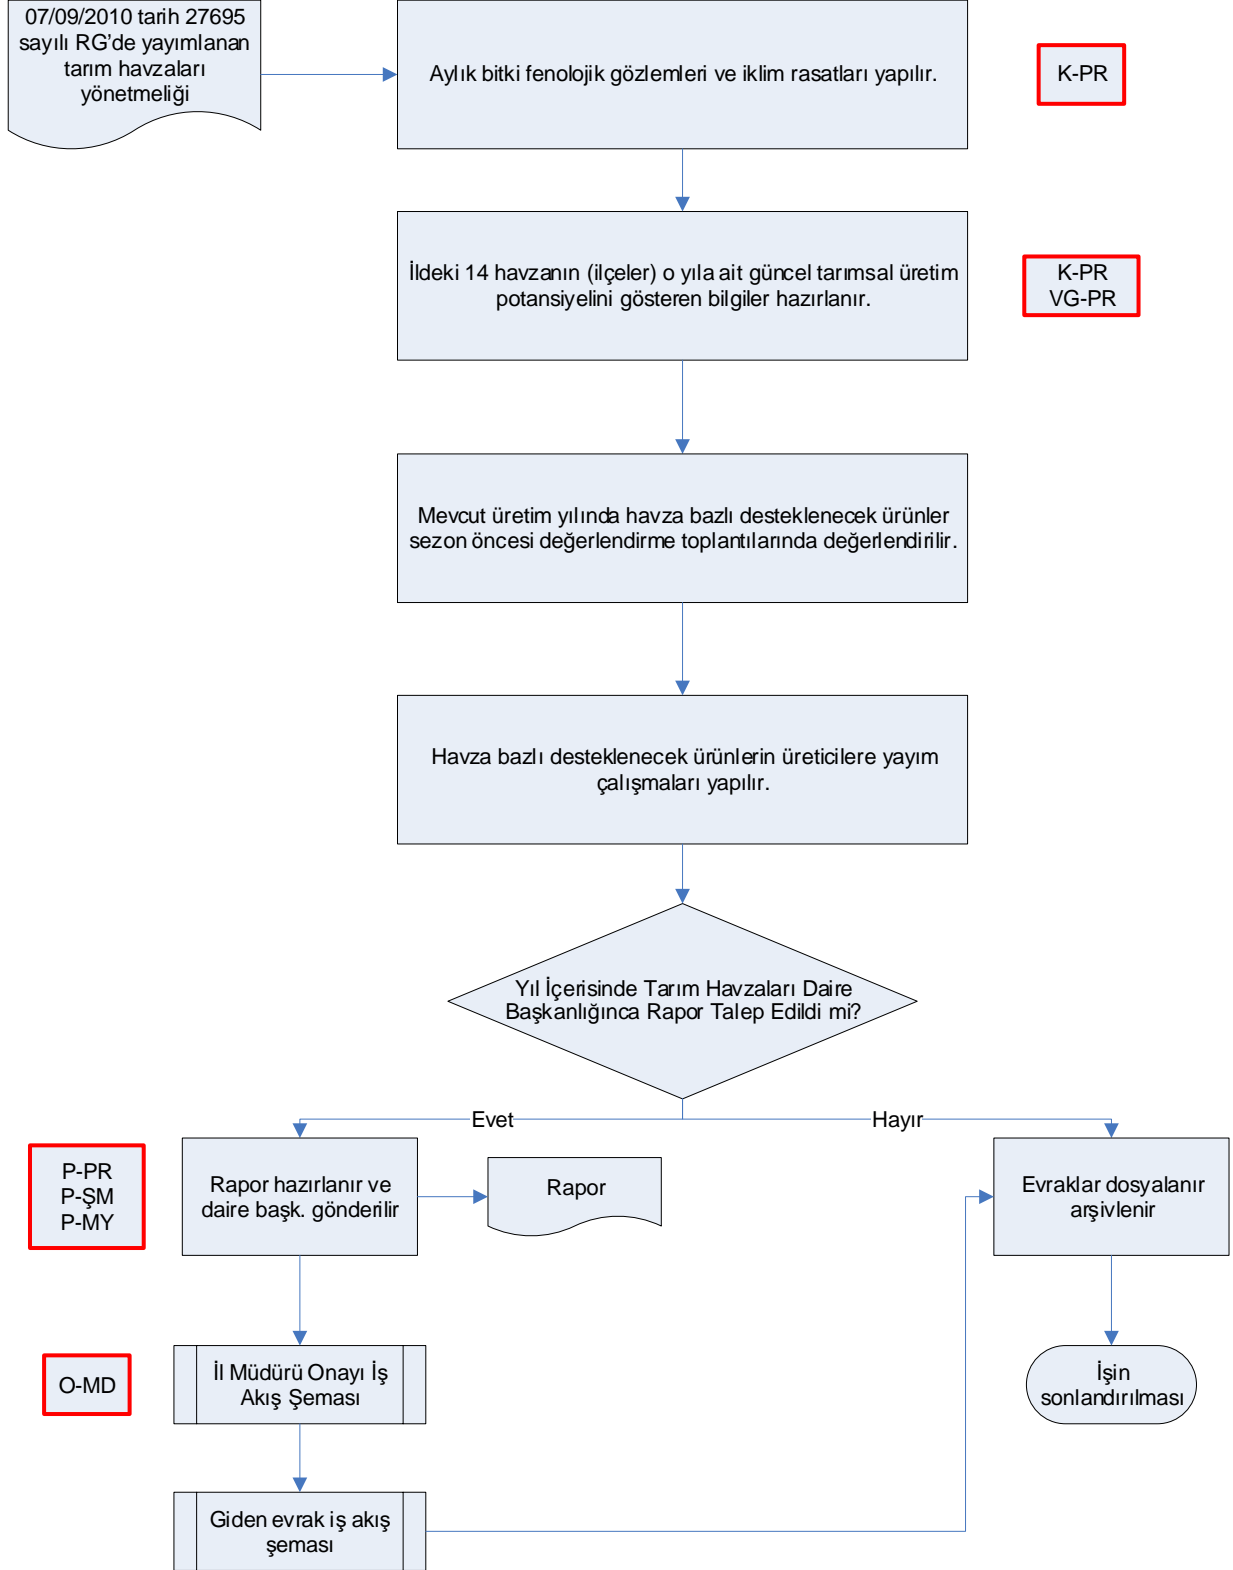 07/09/2010 tarih 27695
sayılı RG'de yayımlanan
tarım havzaları
yönetmeliği
Aylık bitki fenolojik gözlemleri ve iklim rasatları yapılır.
K-PR
İldeki 14 havzanın (ilçeler) o yıla ait güncel tarımsal üretim
potansiyelini gösteren bilgiler hazırlanır.
K-PR
VG-PR
Mevcut üretim yılında havza bazlı desteklenecek ürünler
sezon öncesi değerlendirme toplantılarında değerlendirilir.
Havza bazlı desteklenecek ürünlerin üreticilere yayım
çalışmaları yapılır.
Yıl İçerisinde Tarım Havzaları Daire
Başkanlığınca Rapor Talep Edildi mi?
Evet
Hayır
P-PR
P-ŞM
P-MY
Rapor hazırlanır ve
daire başk. gönderilir
Rapor
Evraklar dosyalanır
arşivlenir
O-MD
İl Müdürü Onayı İş
Akış Şeması
İşin
sonlandırılması
Giden evrak iş akış
şeması